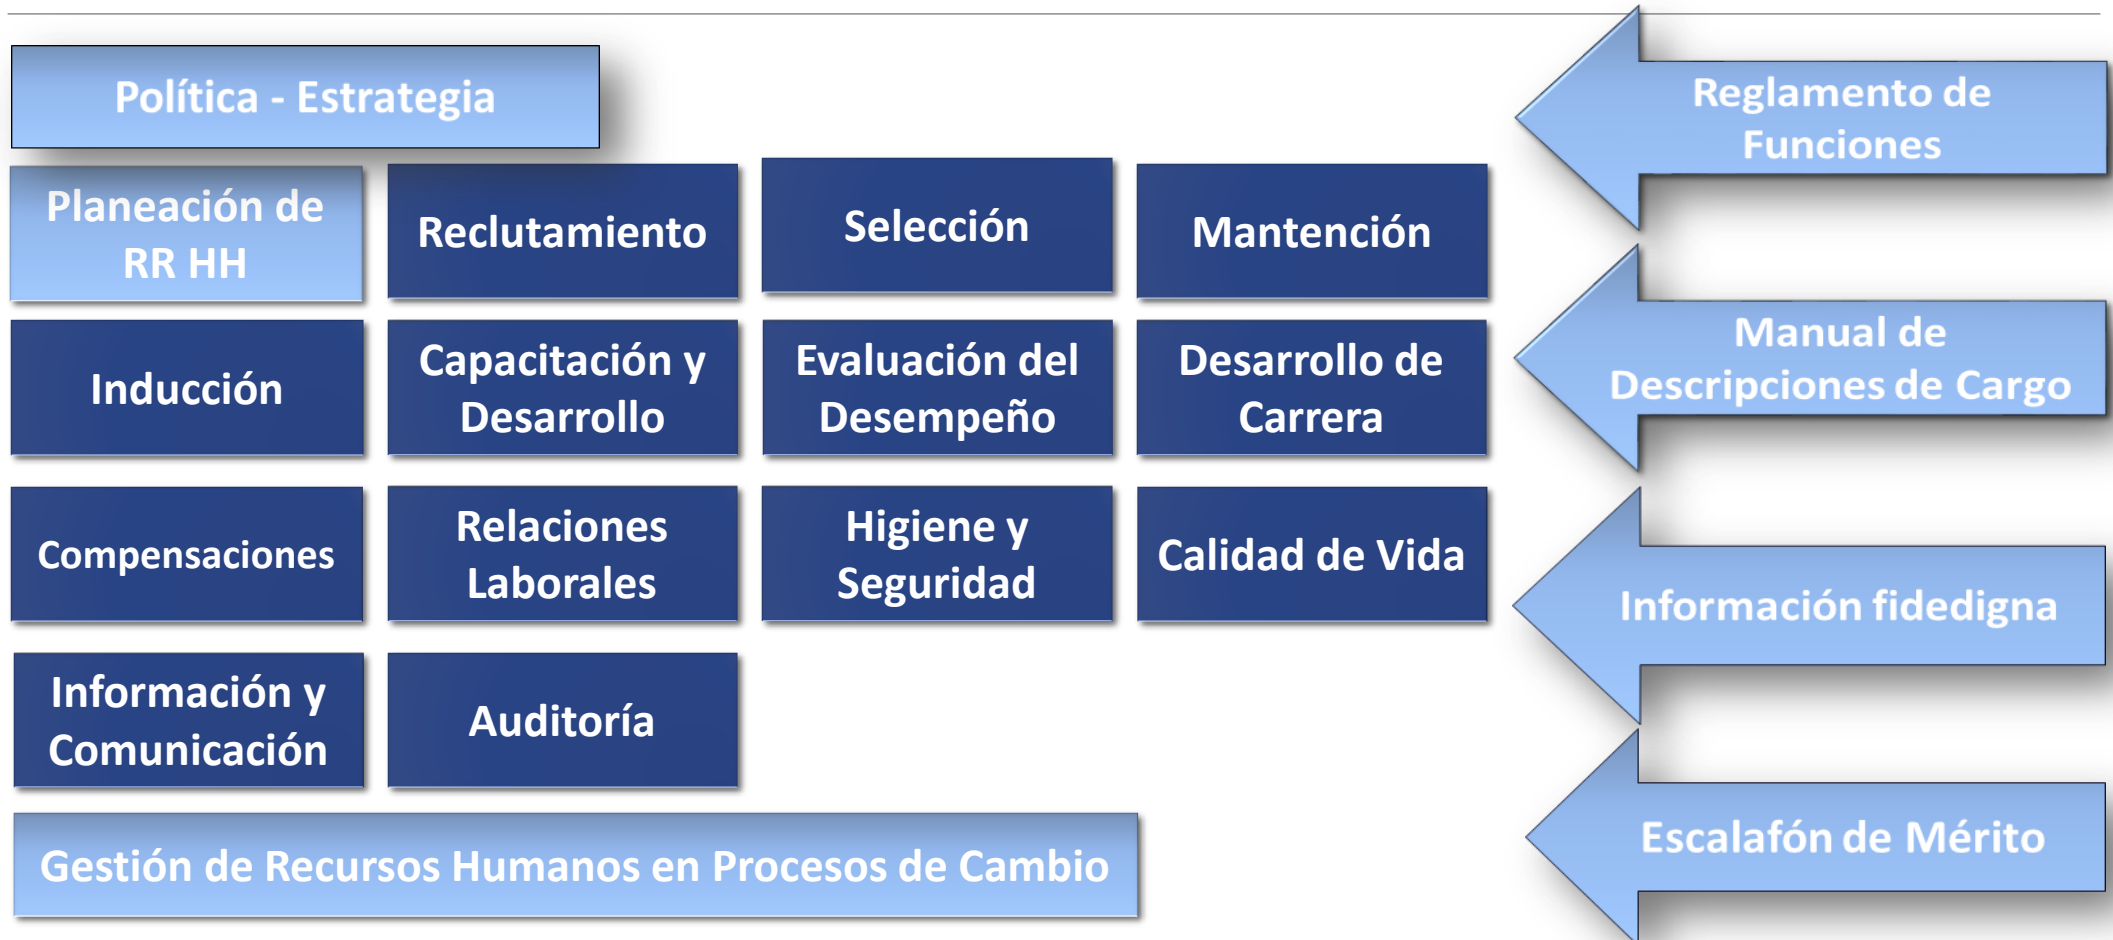 Política - Estrategia
Planeación de
RR HH
Reclutamiento
Selección
Mantención
Inducción
Capacitación y
Desarrollo
Evaluación del
Desempeño
Desarrollo de
Carrera
Compensaciones
Relaciones
Laborales
Higiene y
Seguridad
Calidad de Vida
Información y
Comunicación
Auditoría
Gestión de Recursos Humanos en Procesos de Cambio
Reglamento de
Funciones
Manual de
Descripciones de Cargo
Información fidedigna
Escalafón de Mérito